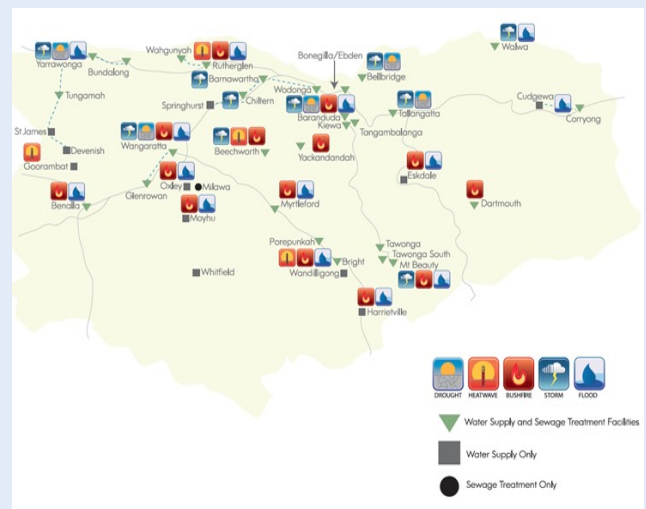 Walwa
Wahgunyah
Bonegilla/Ebden
Yarrawonga
Rutherglen
Bundalong
Barnawartha
Bellbridge
Wodonga
Tungamah
Springhurst
Chiltern
Tallangatta
Cudgewa
Baranduda
Corryong
Kiewa
St James
Tangambalanga
Wangaratta
Devenish
Beechworth
Yackandandah
Goorambat
Eskdale
Oxley
Milawa
Glenrowan
Benalla
Myrtleford
Dartmouth
Moyhu
Porepunkah
Tawonga
Tawonga South
Bright
Mt Beauty
Whitfield
Wandiligong
Harrietville
DROUGHT
HEATWAVE
BUSHFIRE
STORM
FLOOD
Water Supply and Sewage Treatment Facilities
Water Supply Only
Sewage Treatment Only